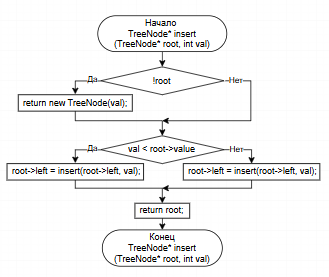 Начало
TreeNode* insert
(TreeNode* root, int val)
!root
Да
Нет
return new TreeNode(val);
val < root->value
Да
Нет
root->left = insert(root->left, val);
root->left = insert(root->left, val);
return root;
Конец
TreeNode* insert
(TreeNode* root, int val)